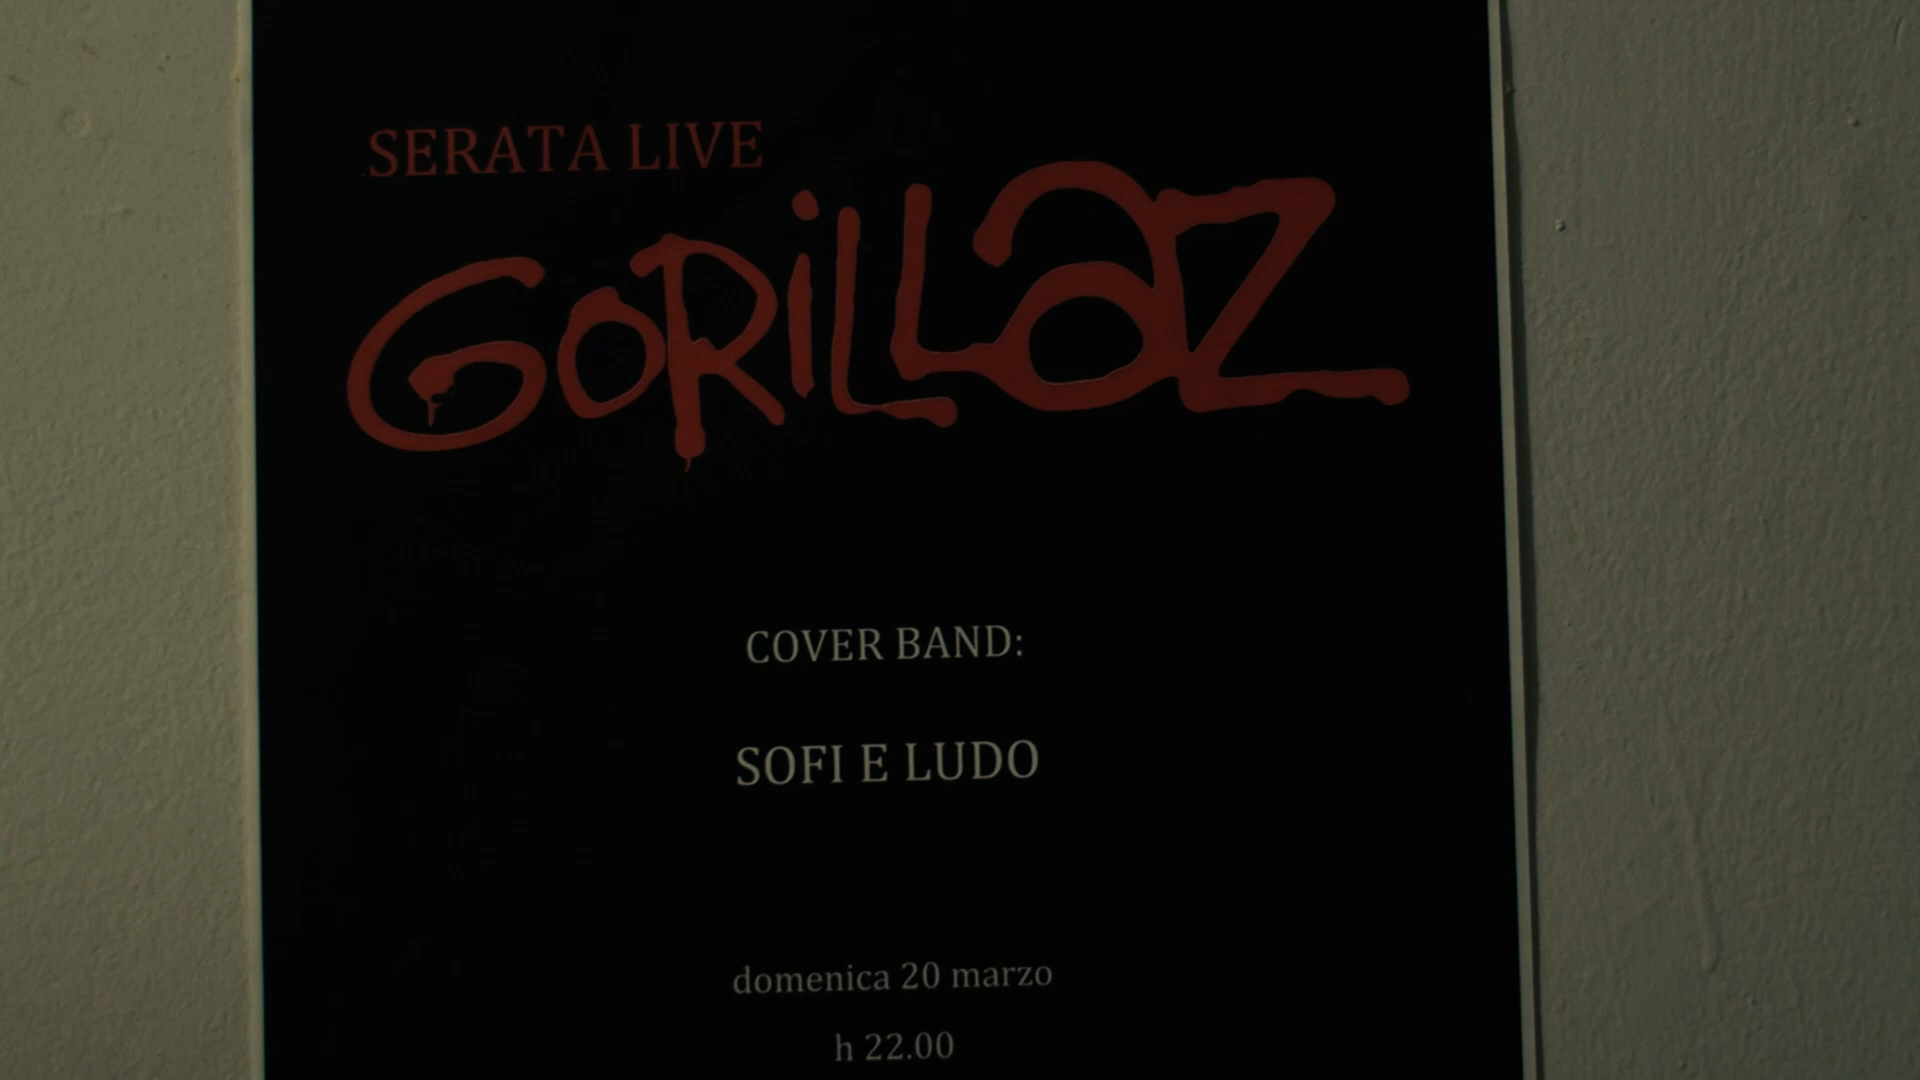 SERATA LIVE
GORiLLaz
COVER BAND:
SOFI E LUDO
domenica 20 marzo
h 22.00